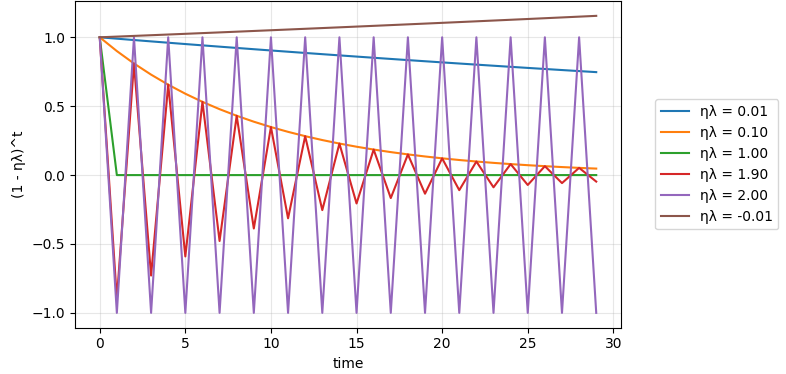 1.0
0.5
0.0
−0.5
−1.0
(1 - ηλ)^t
0
5
10
15
20
25
30
time
ηλ = 0.01
ηλ = 0.10
ηλ = 1.00
ηλ = 1.90
ηλ = 2.00
ηλ = -0.01